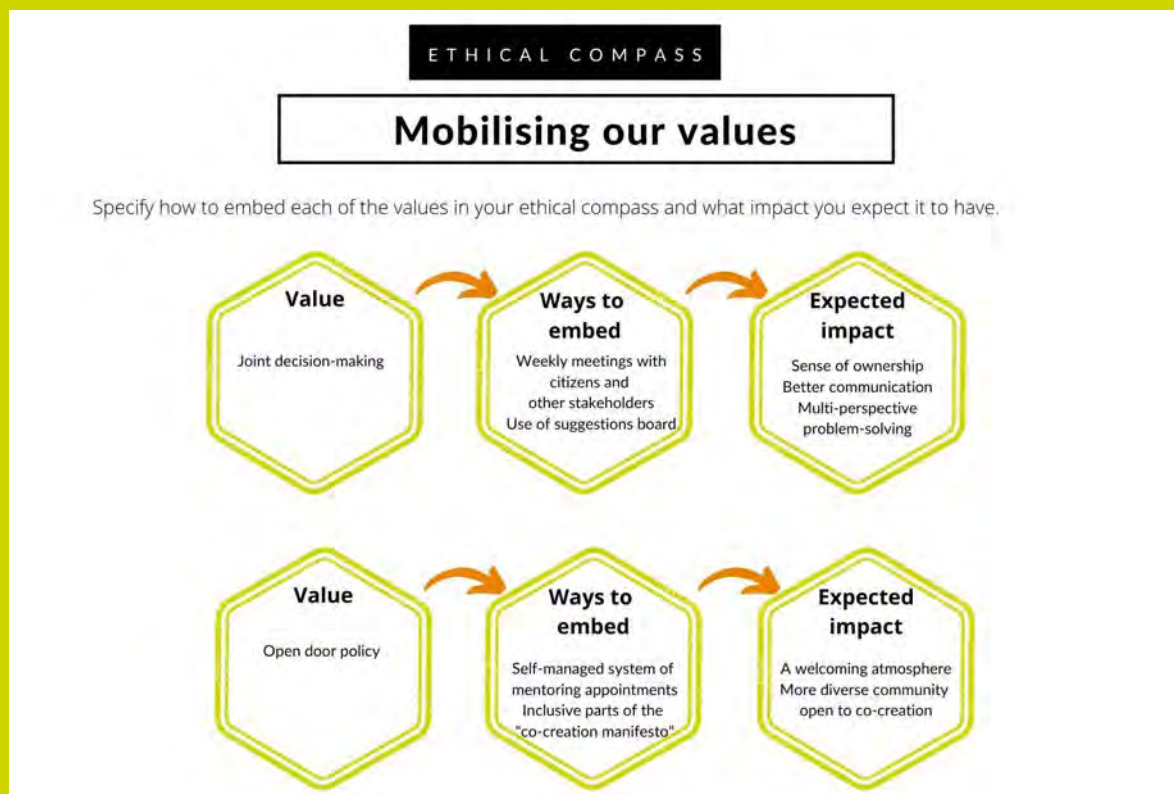 ETHICAL COMPASS
Mobilising our values
Specify how to embed each of the values in your ethical compass and what impact you expect it to have.
Value
Joint decision-making
Ways to
embed
Weekly meetings with
citizens and
other stakeholders
Use of suggestions board
Expected
impact
Sense of ownership
Better communication
Multi-perspective
problem-solving
Value
Open door policy
Ways to
embed
Self-managed system of
mentoring appointments
Inclusive parts of the
"co-creation manifesto"
Expected
impact
A welcoming atmosphere
More diverse community
open to co-creation